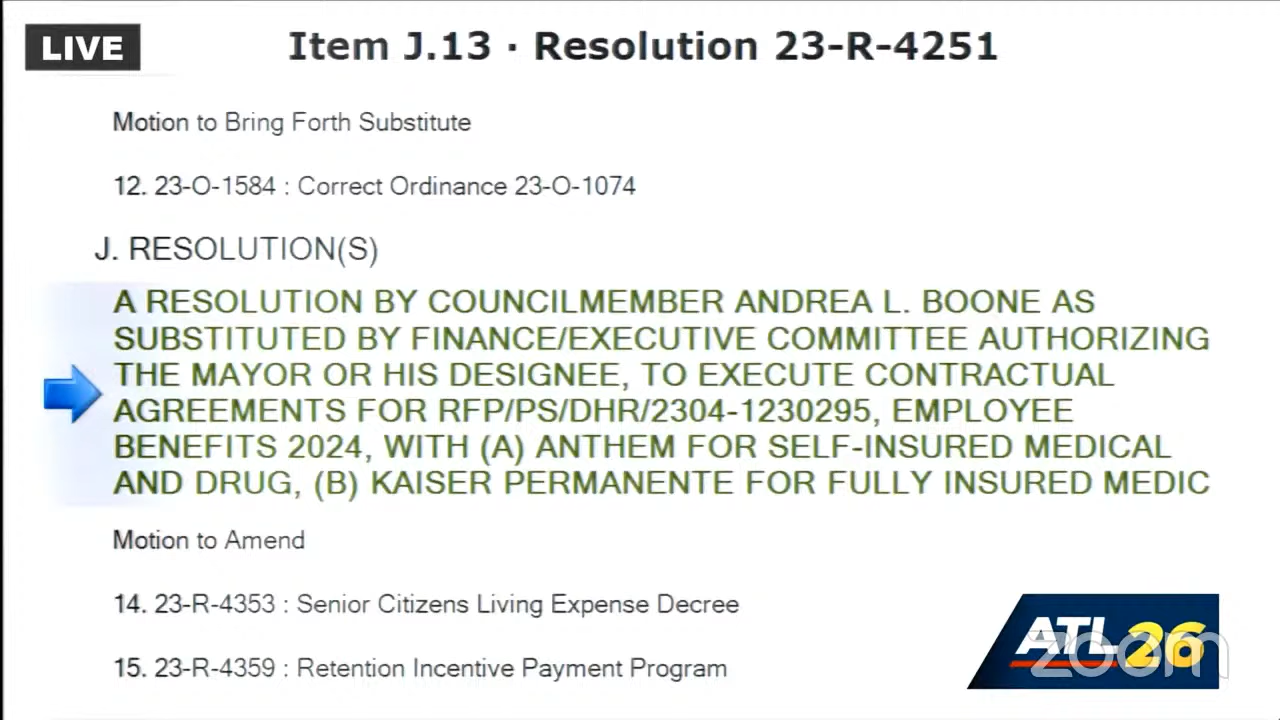 LIVE
Item J.13 · Resolution 23-R-4251
Motion to Bring Forth Substitute
12. 23-O-1584 : Correct Ordinance 23-O-1074
J. RESOLUTION(S)
A RESOLUTION BY COUNCILMEMBER ANDREA L. BOONE AS
SUBSTITUTED BY FINANCE/EXECUTIVE COMMITTEE AUTHORIZING
THE MAYOR OR HIS DESIGNEE, TO EXECUTE CONTRACTUAL
AGREEMENTS FOR RFP/PS/DHR/2304-1230295, EMPLOYEE
BENEFITS 2024, WITH (A) ANTHEM FOR SELF-INSURED MEDICAL
AND DRUG, (B) KAISER PERMANENTE FOR FULLY INSURED MEDIC
Motion to Amend
14. 23-R-4353 : Senior Citizens Living Expense Decree
15. 23-R-4359 : Retention Incentive Payment Program
ATL 26
zoom